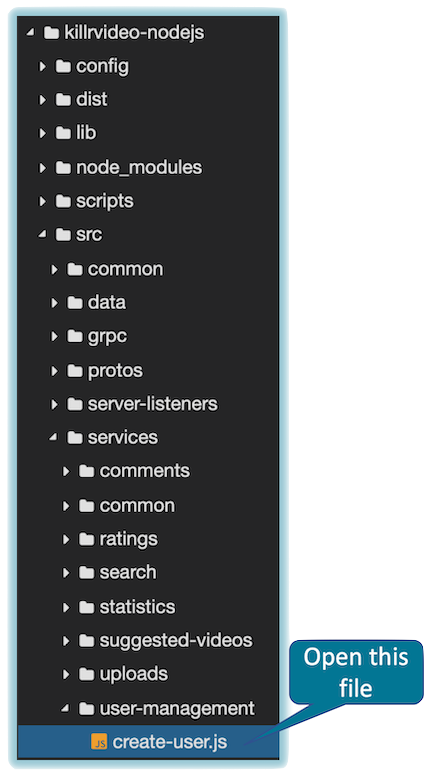 killrvideo-nodejs
config
dist
lib
node_modules
scripts
src
common
data
grpc
protos
server-listeners
services
comments
common
ratings
search
statistics
suggested-videos
uploads
user-management
JS create-user.js
Open this
file